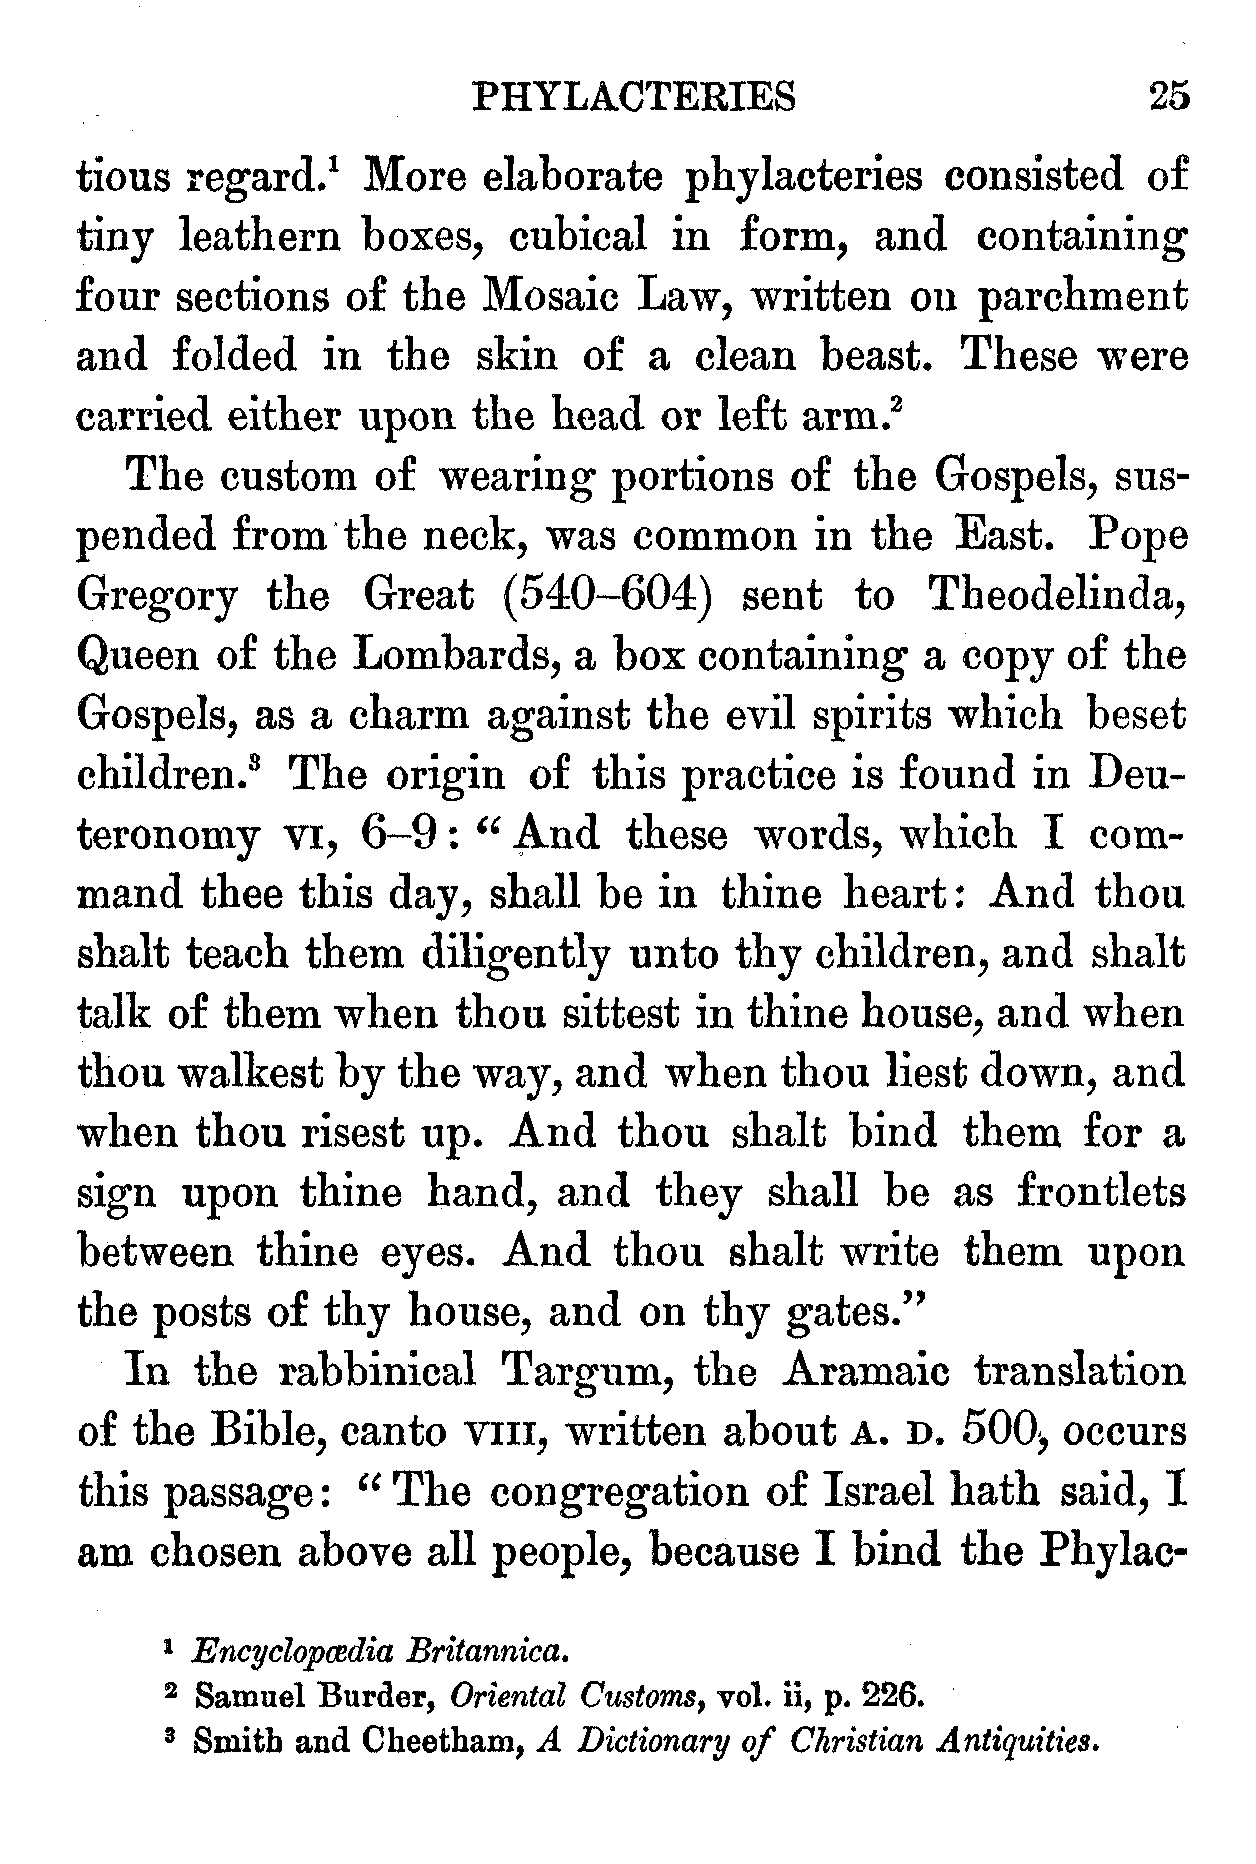 PHYLACTERIES 25
tious regard.¹ More elaborate phylacteries consisted of
tiny leathern boxes, cubical in form, and containing
four sections of the Mosaic Law, written on parchment
and folded in the skin of a clean beast. These were
carried either upon the head or left arm.²
The custom of wearing portions of the Gospels, sus-
pended from the neck, was common in the East. Pope
Gregory the Great (540–604) sent to Theodelinda,
Queen of the Lombards, a box containing a copy of the
Gospels, as a charm against the evil spirits which beset
children.³ The origin of this practice is found in Deu-
teronomy VI, 6–9: “And these words, which I com-
mand thee this day, shall be in thine heart: And thou
shalt teach them diligently unto thy children, and shalt
talk of them when thou sittest in thine house, and when
thou walkest by the way, and when thou liest down, and
when thou risest up. And thou shalt bind them for a
sign upon thine hand, and they shall be as frontlets
between thine eyes. And thou shalt write them upon
the posts of thy house, and on thy gates.”
In the rabbinical Targum, the Aramaic translation
of the Bible, canto VIII, written about A. D. 500, occurs
this passage: “The congregation of Israel hath said, I
am chosen above all people, because I bind the Phylac-
¹ Encyclopædia Britannica.
² Samuel Burder, Oriental Customs, vol. ii, p. 226.
³ Smith and Cheetham, A Dictionary of Christian Antiquities.